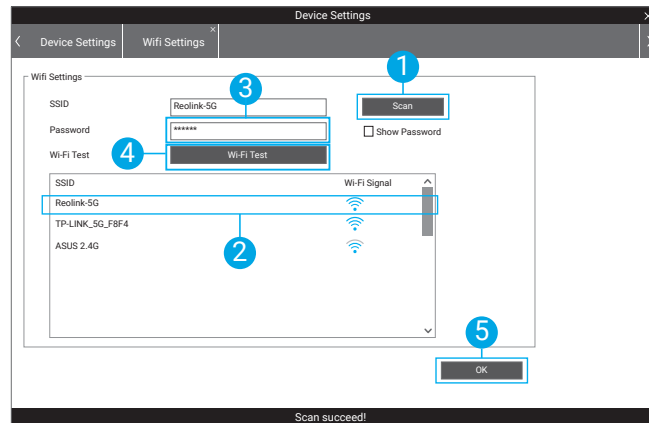 Device Settings
Device Settings Wifi Settings
1
Wifi Settings
3
SSID Reolink-5G Scan
Password ****** Show Password
4
Wi-Fi Test Wi-Fi Test
SSID Wi-Fi Signal
Reolink-5G
TP-LINK_5G_F8F4
ASUS 2.4G
2
5
OK
Scan succeed!